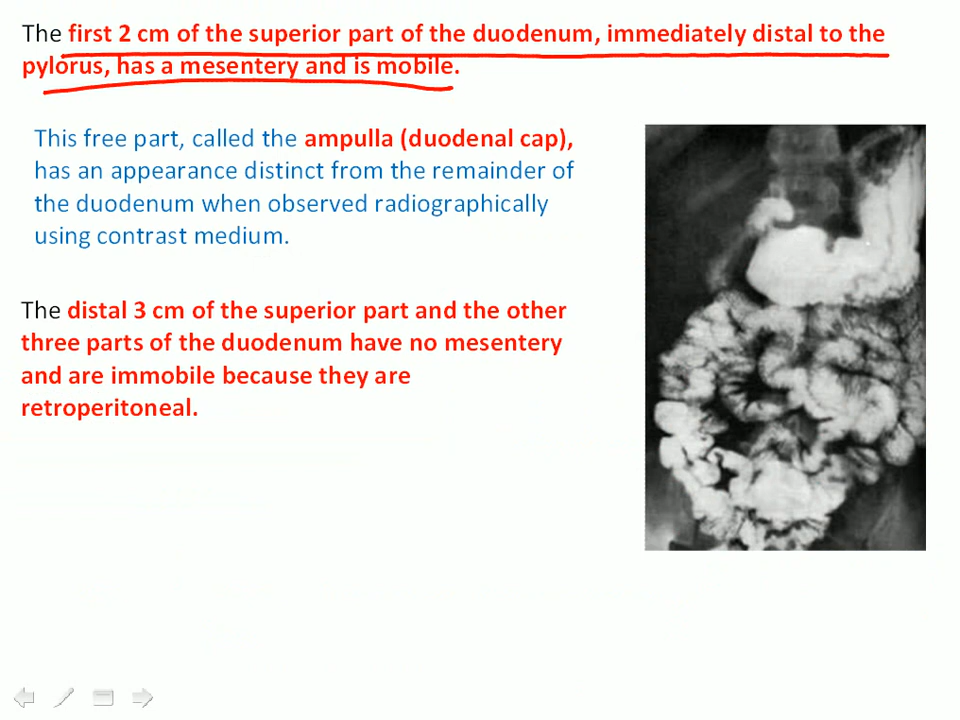 The first 2 cm of the superior part of the duodenum, immediately distal to the
pylorus, has a mesentery and is mobile.
This free part, called the ampulla (duodenal cap),
has an appearance distinct from the remainder of
the duodenum when observed radiographically
using contrast medium.
The distal 3 cm of the superior part and the other
three parts of the duodenum have no mesentery
and are immobile because they are
retroperitoneal.